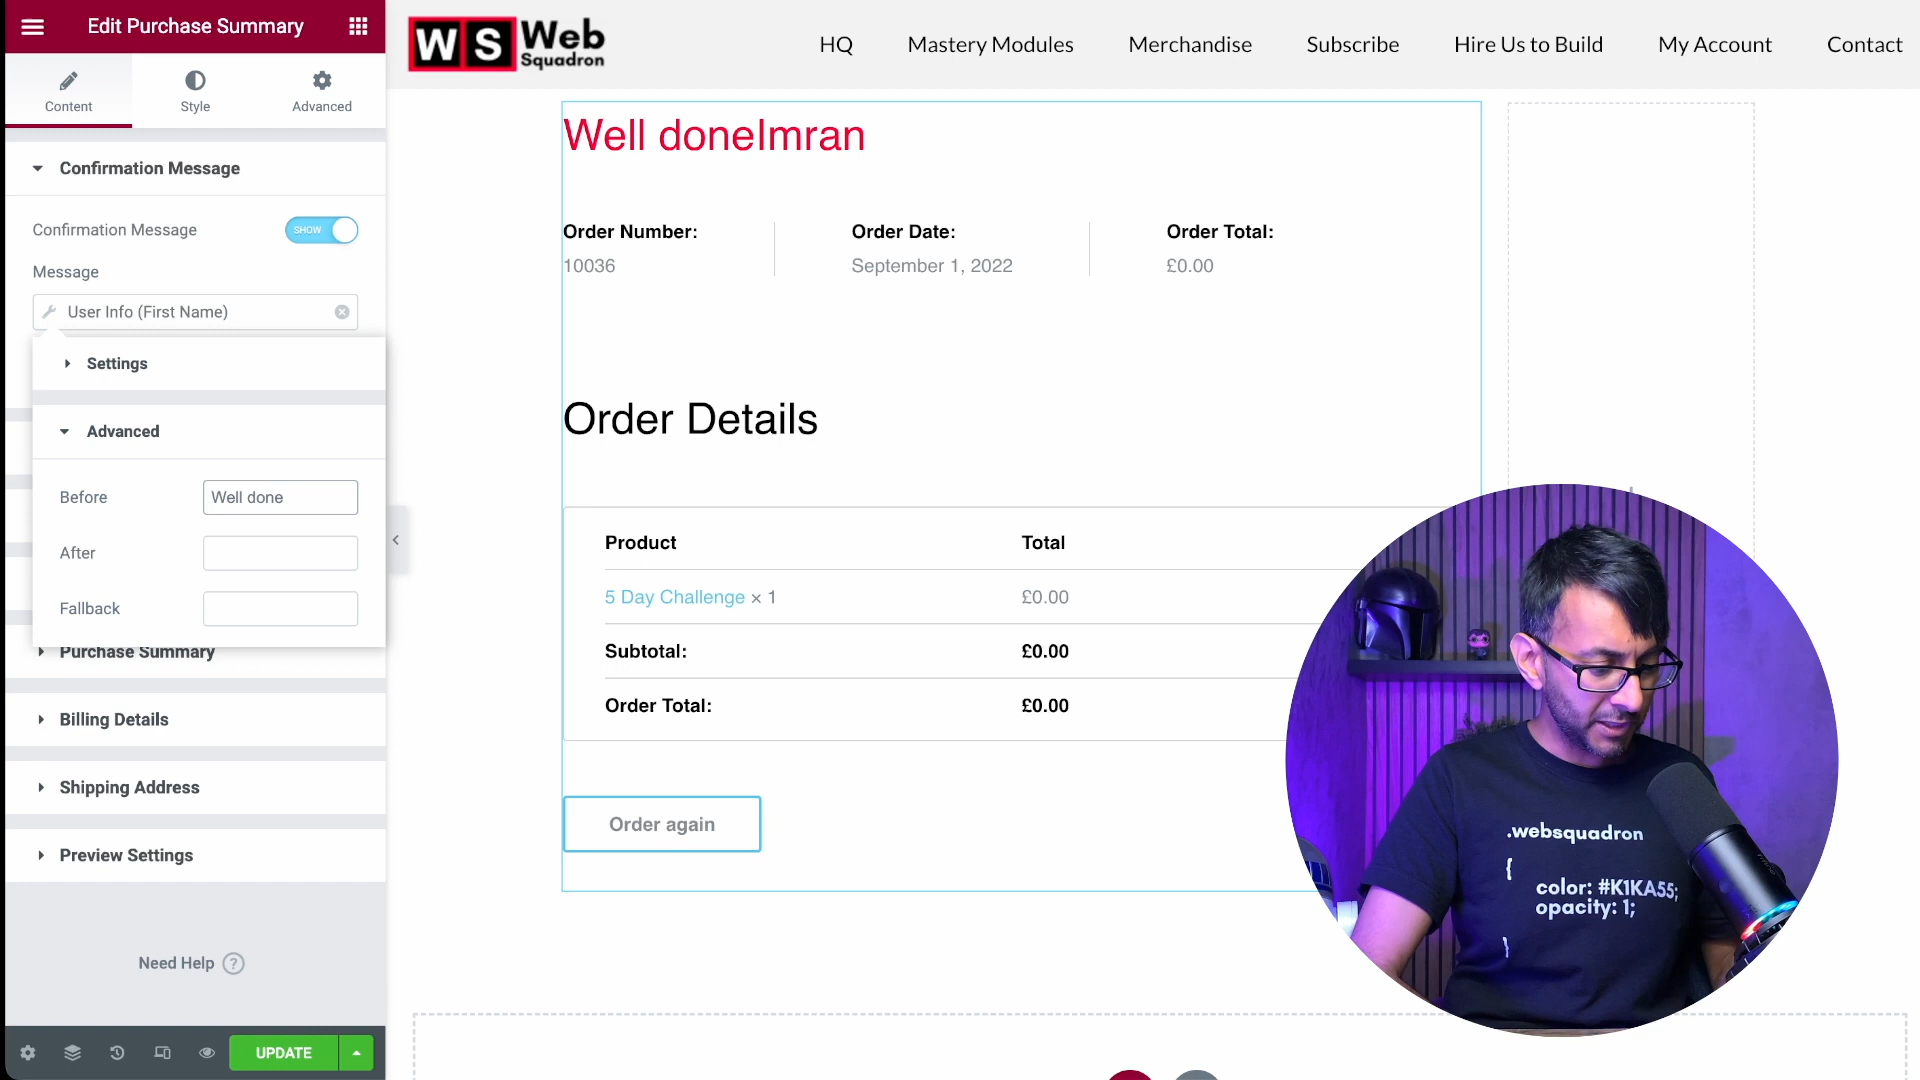 Edit Purchase Summary
Content
Style
Advanced
Confirmation Message
Confirmation Message
SHOW
Message
User Info (First Name)
Settings
Advanced
Before
Well done
After
Fallback
Purchase Summary
Billing Details
Shipping Address
Preview Settings
Need Help ?
UPDATE
WS Web Squadron
HQ
Mastery Modules
Merchandise
Subscribe
Hire Us to Build
My Account
Contact
Well doneImran
Order Number:
10036
Order Date:
September 1, 2022
Order Total:
£0.00
Order Details
Product
Total
5 Day Challenge × 1
£0.00
Subtotal:
£0.00
Order Total:
£0.00
Order again
.websquadron
{
color: #K1KA55;
opacity: 1;
}